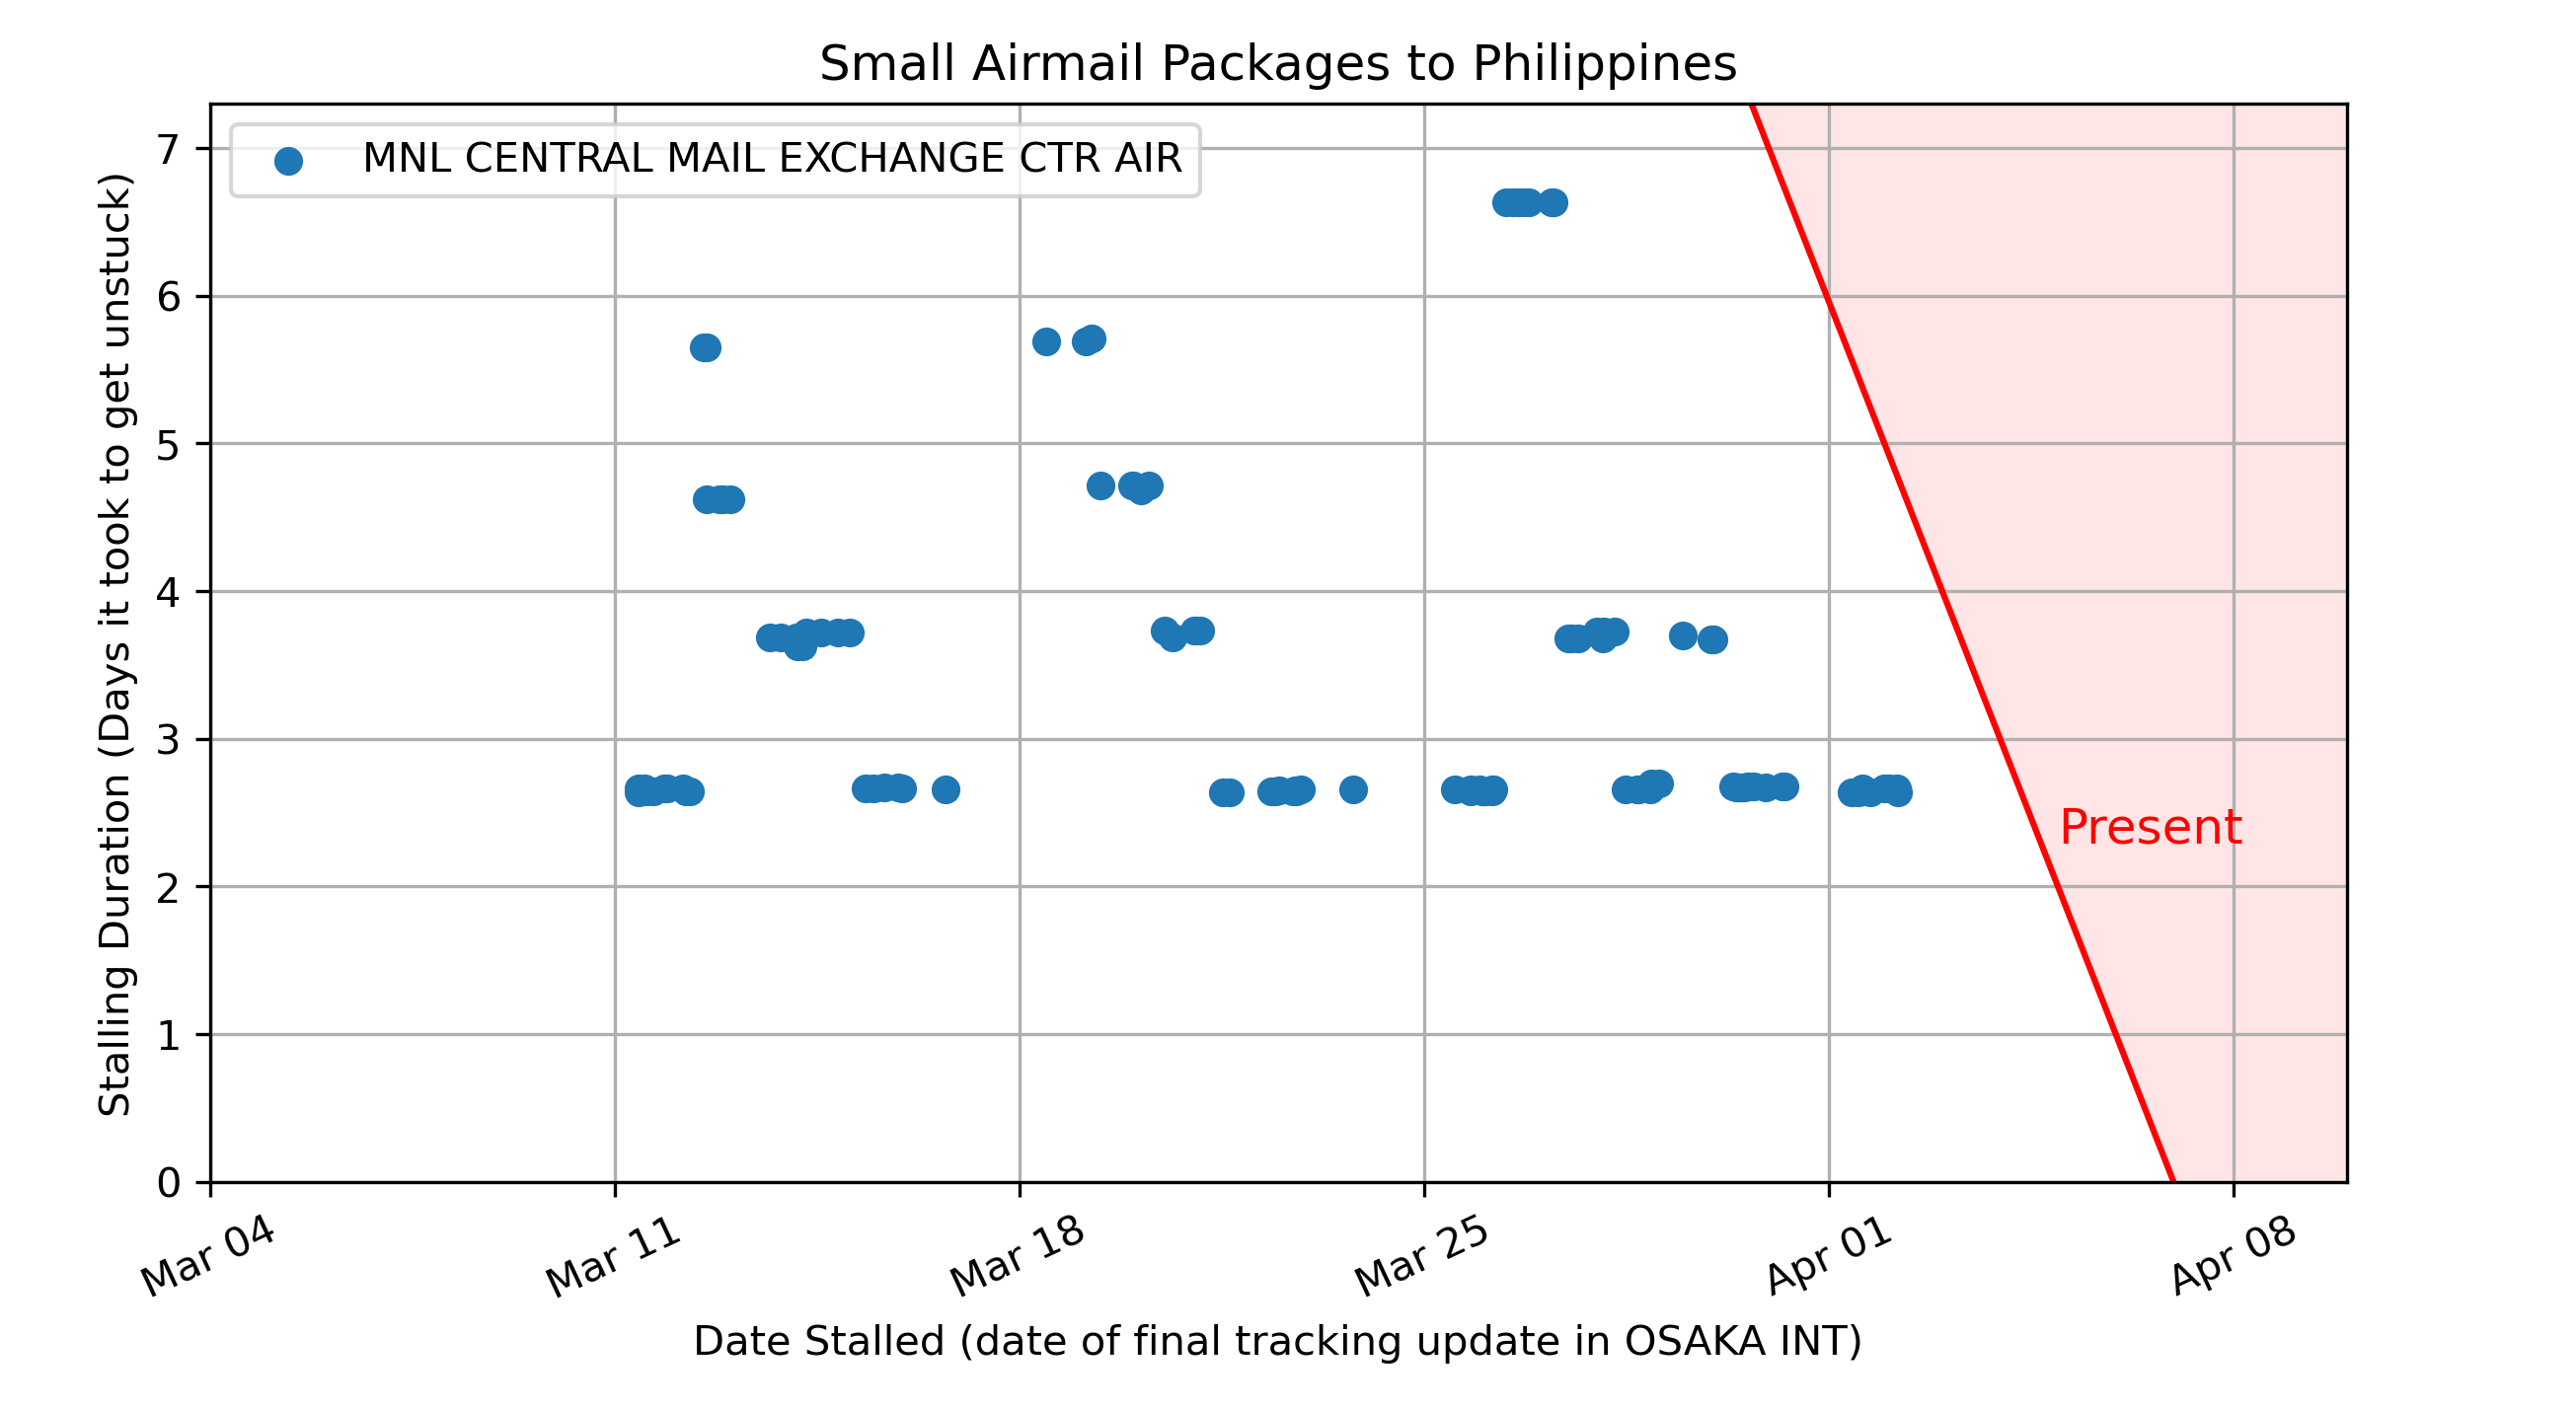 Small Airmail Packages to Philippines
MNL CENTRAL MAIL EXCHANGE CTR AIR
Stalling Duration (Days it took to get unstuck)
7
6
5
4
3
2
1
0
Present
Mar 04
Mar 11
Mar 18
Mar 25
Apr 01
Apr 08
Date Stalled (date of final tracking update in OSAKA INT)